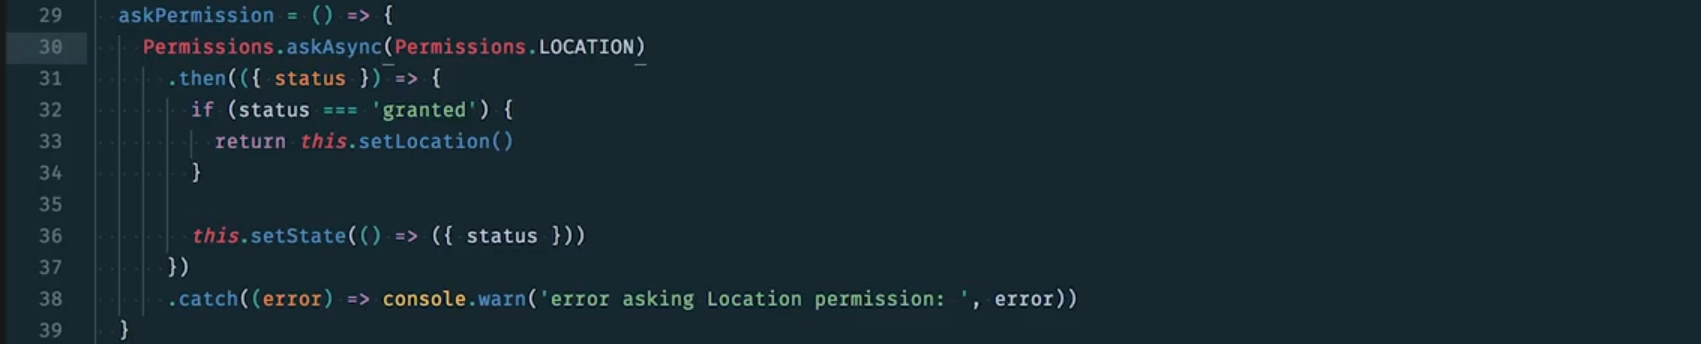 29 askPermission = () => {
30 Permissions.askAsync(Permissions.LOCATION)
31 .then(({ status }) => {
32 if (status === 'granted') {
33 return this.setLocation()
34 }
35
36 this.setState(() => ({ status }))
37 })
38 .catch((error) => console.warn('error asking Location permission: ', error))
39 }